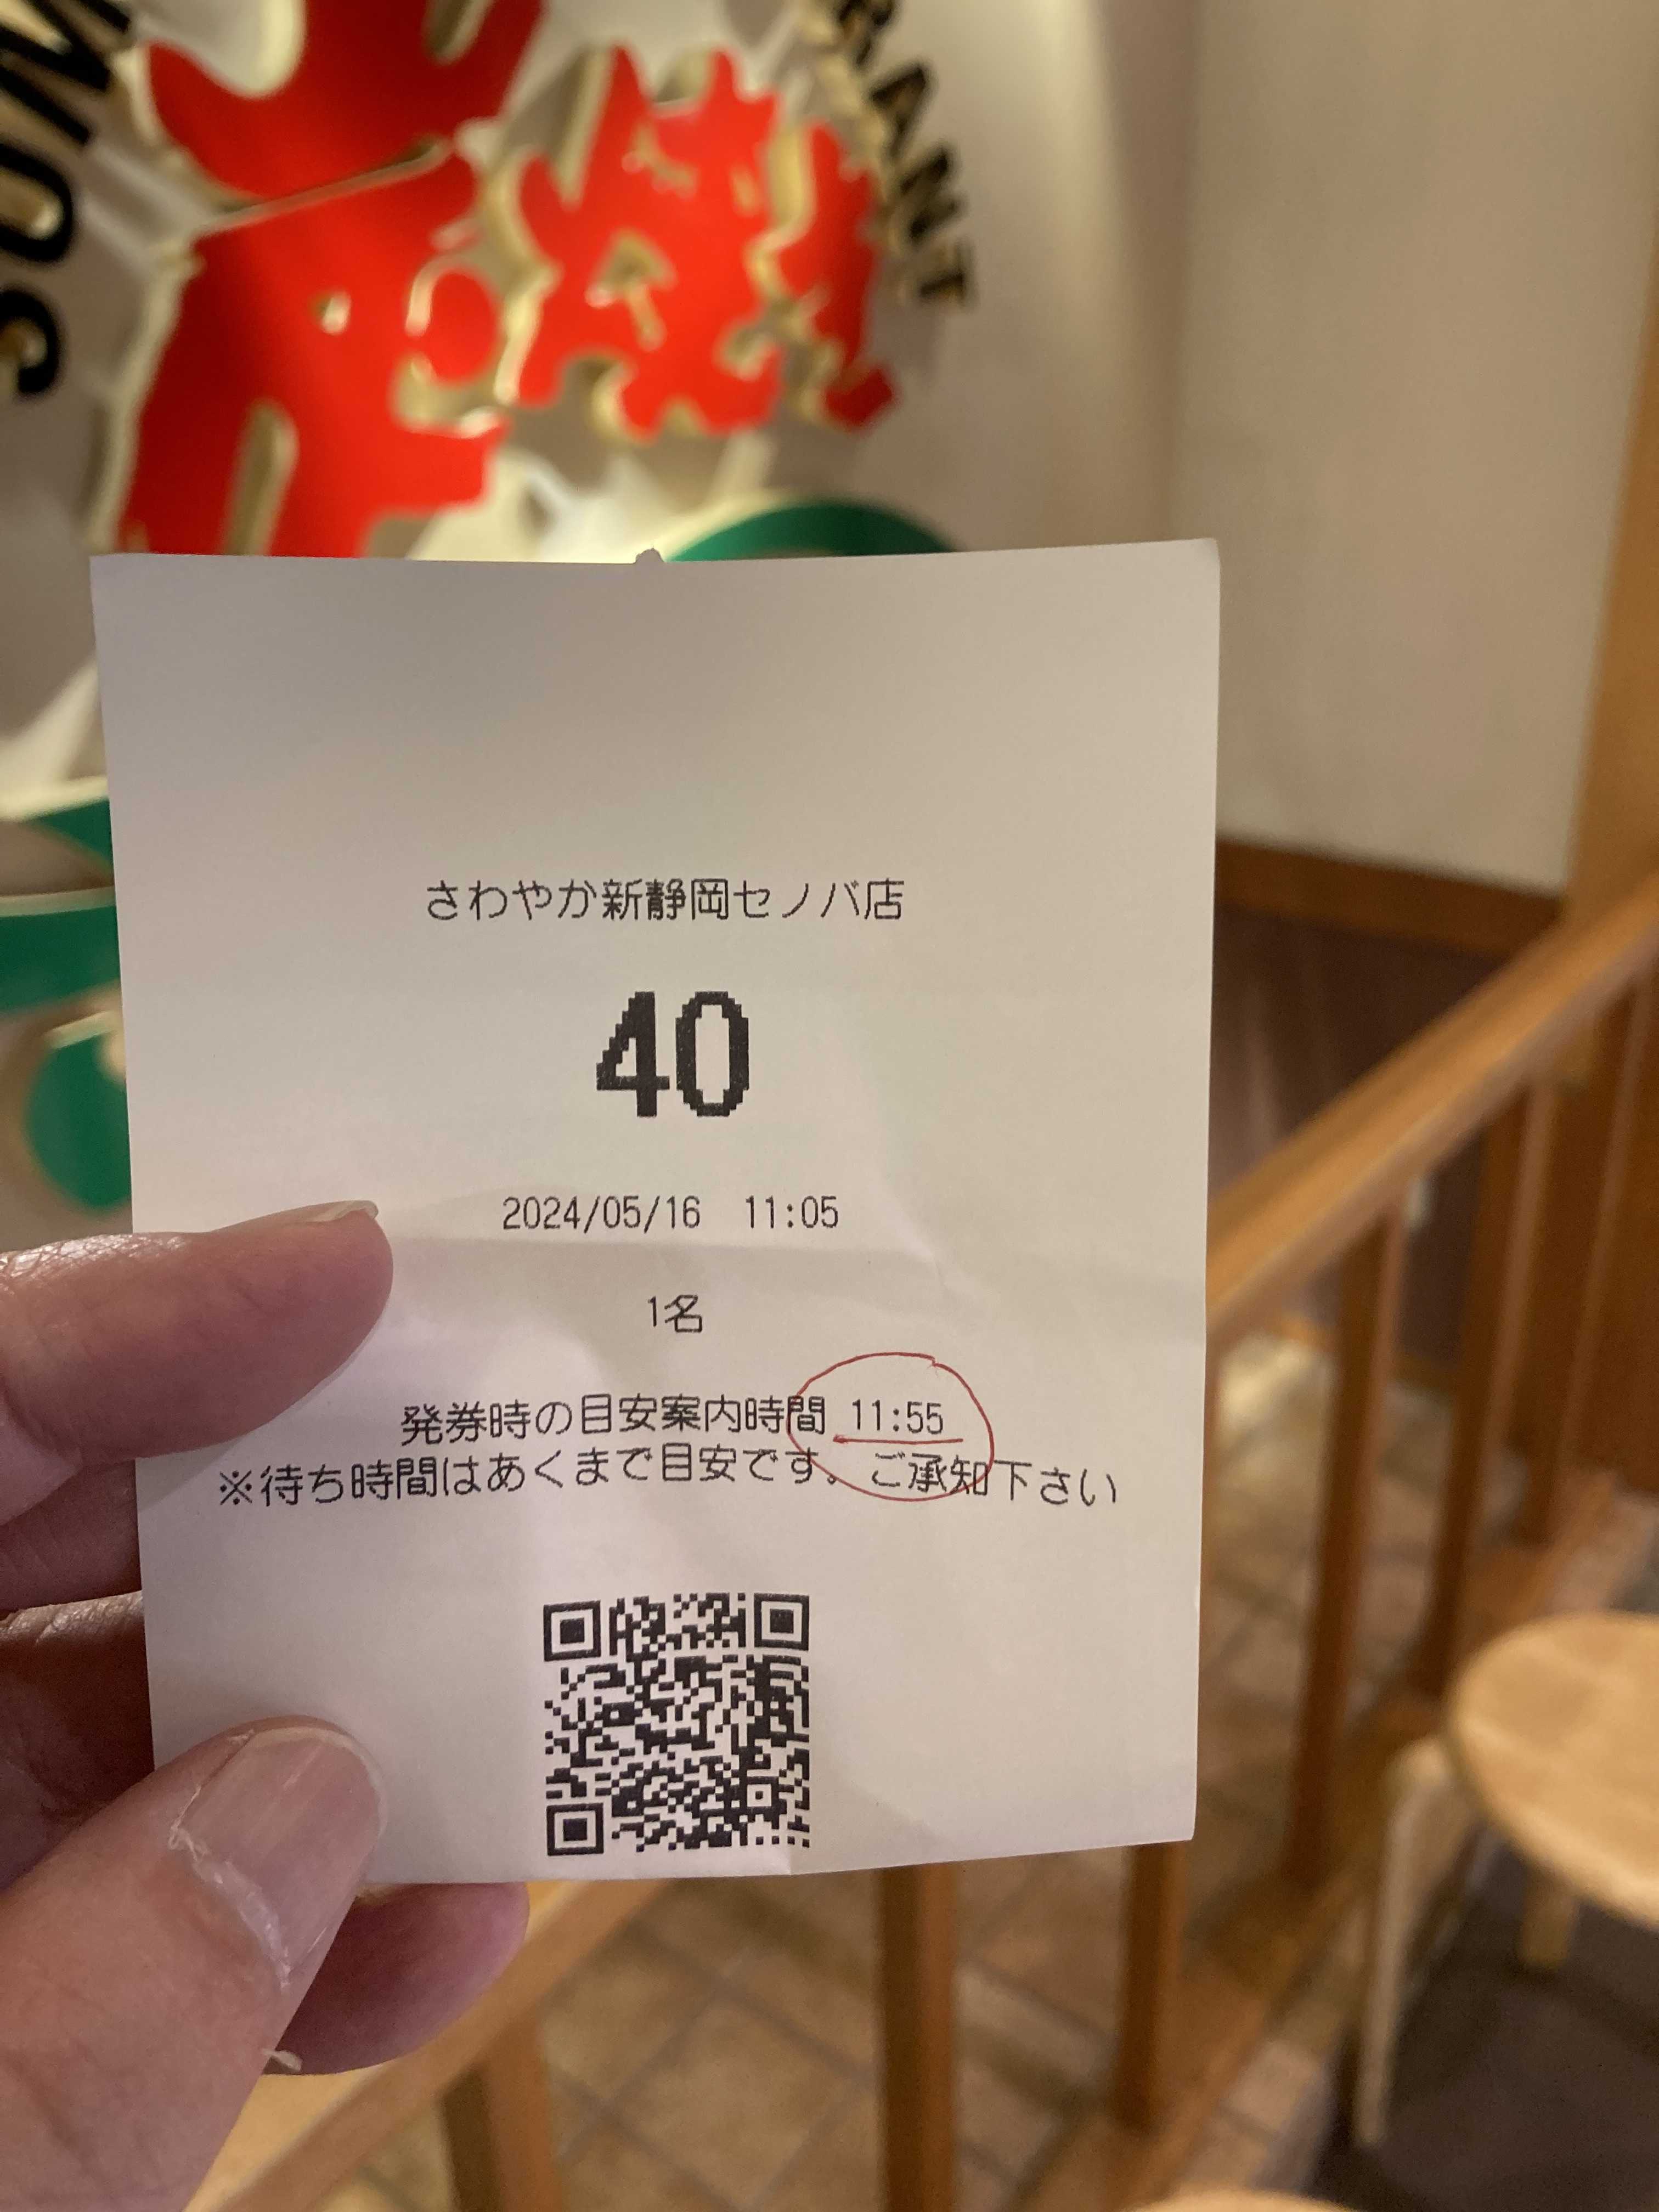 さわやか新静岡セノバ店
40
2024/05/16 11:05
1名
発券時の目安案内時間 11:55
※待ち時間はあくまで目安です。ご承知下さい